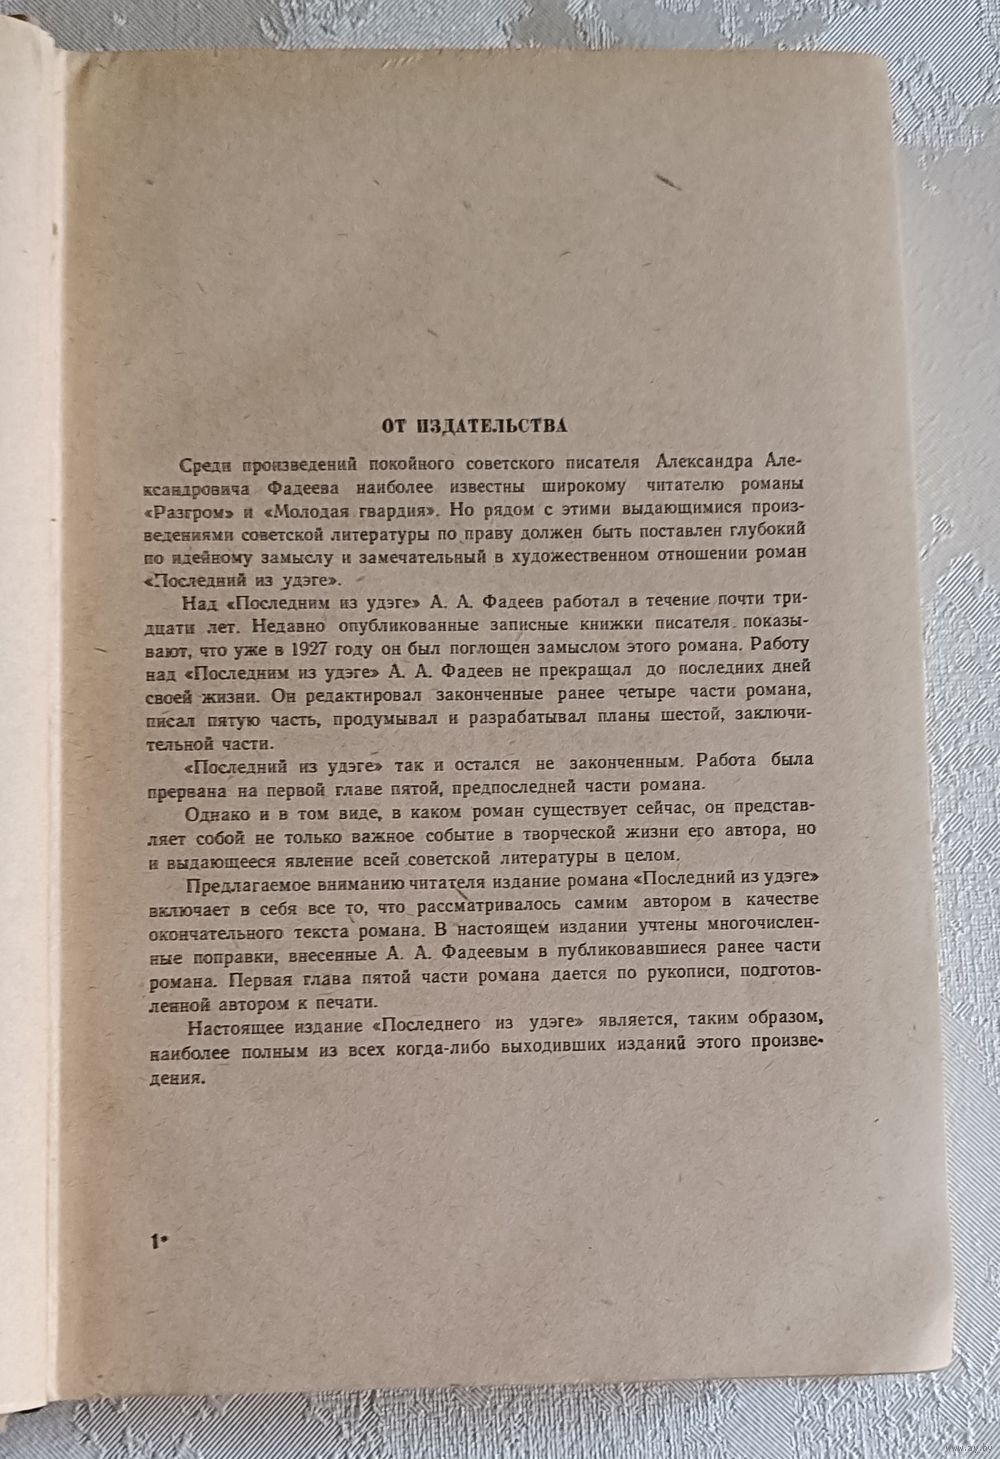 ОТ ИЗДАТЕЛЬСТВА
Среди произведений покойного советского писателя Александра Але-
ксандровича Фадеева наиболее известны широкому читателю романы
«Разгром» и «Молодая гвардия». Но рядом с этими выдающимися произ-
ведениями советской литературы по праву должен быть поставлен глубокий
по идейному замыслу и замечательный в художественном отношении роман
«Последний из удэге».
Над «Последним из удэге» А. А. Фадеев работал в течение почти три-
дцати лет. Недавно опубликованные записные книжки писателя показы-
вают, что уже в 1927 году он был поглощен замыслом этого романа. Работу
над «Последним из удэге» А. А. Фадеев не прекращал до последних дней
своей жизни. Он редактировал законченные ранее четыре части романа,
писал пятую часть, продумывал и разрабатывал планы шестой, заключи-
тельной части.
«Последний из удэге» так и остался не законченным. Работа была
прервана на первой главе пятой, предпоследней части романа.
Однако и в том виде, в каком роман существует сейчас, он представ-
ляет собой не только важное событие в творческой жизни его автора, но
и выдающееся явление всей советской литературы в целом.
Предлагаемое вниманию читателя издание романа «Последний из удэге»
включает в себя все то, что рассматривалось самим автором в качестве
окончательного текста романа. В настоящем издании учтены многочислен-
ные поправки, внесенные А. А. Фадеевым в публиковавшиеся ранее части
романа. Первая глава пятой части романа дается по рукописи, подготов-
ленной автором к печати.
Настоящее издание «Последнего из удэге» является, таким образом,
наиболее полным из всех когда-либо выходивших изданий этого произве-
дения.
1*
www.ay.by